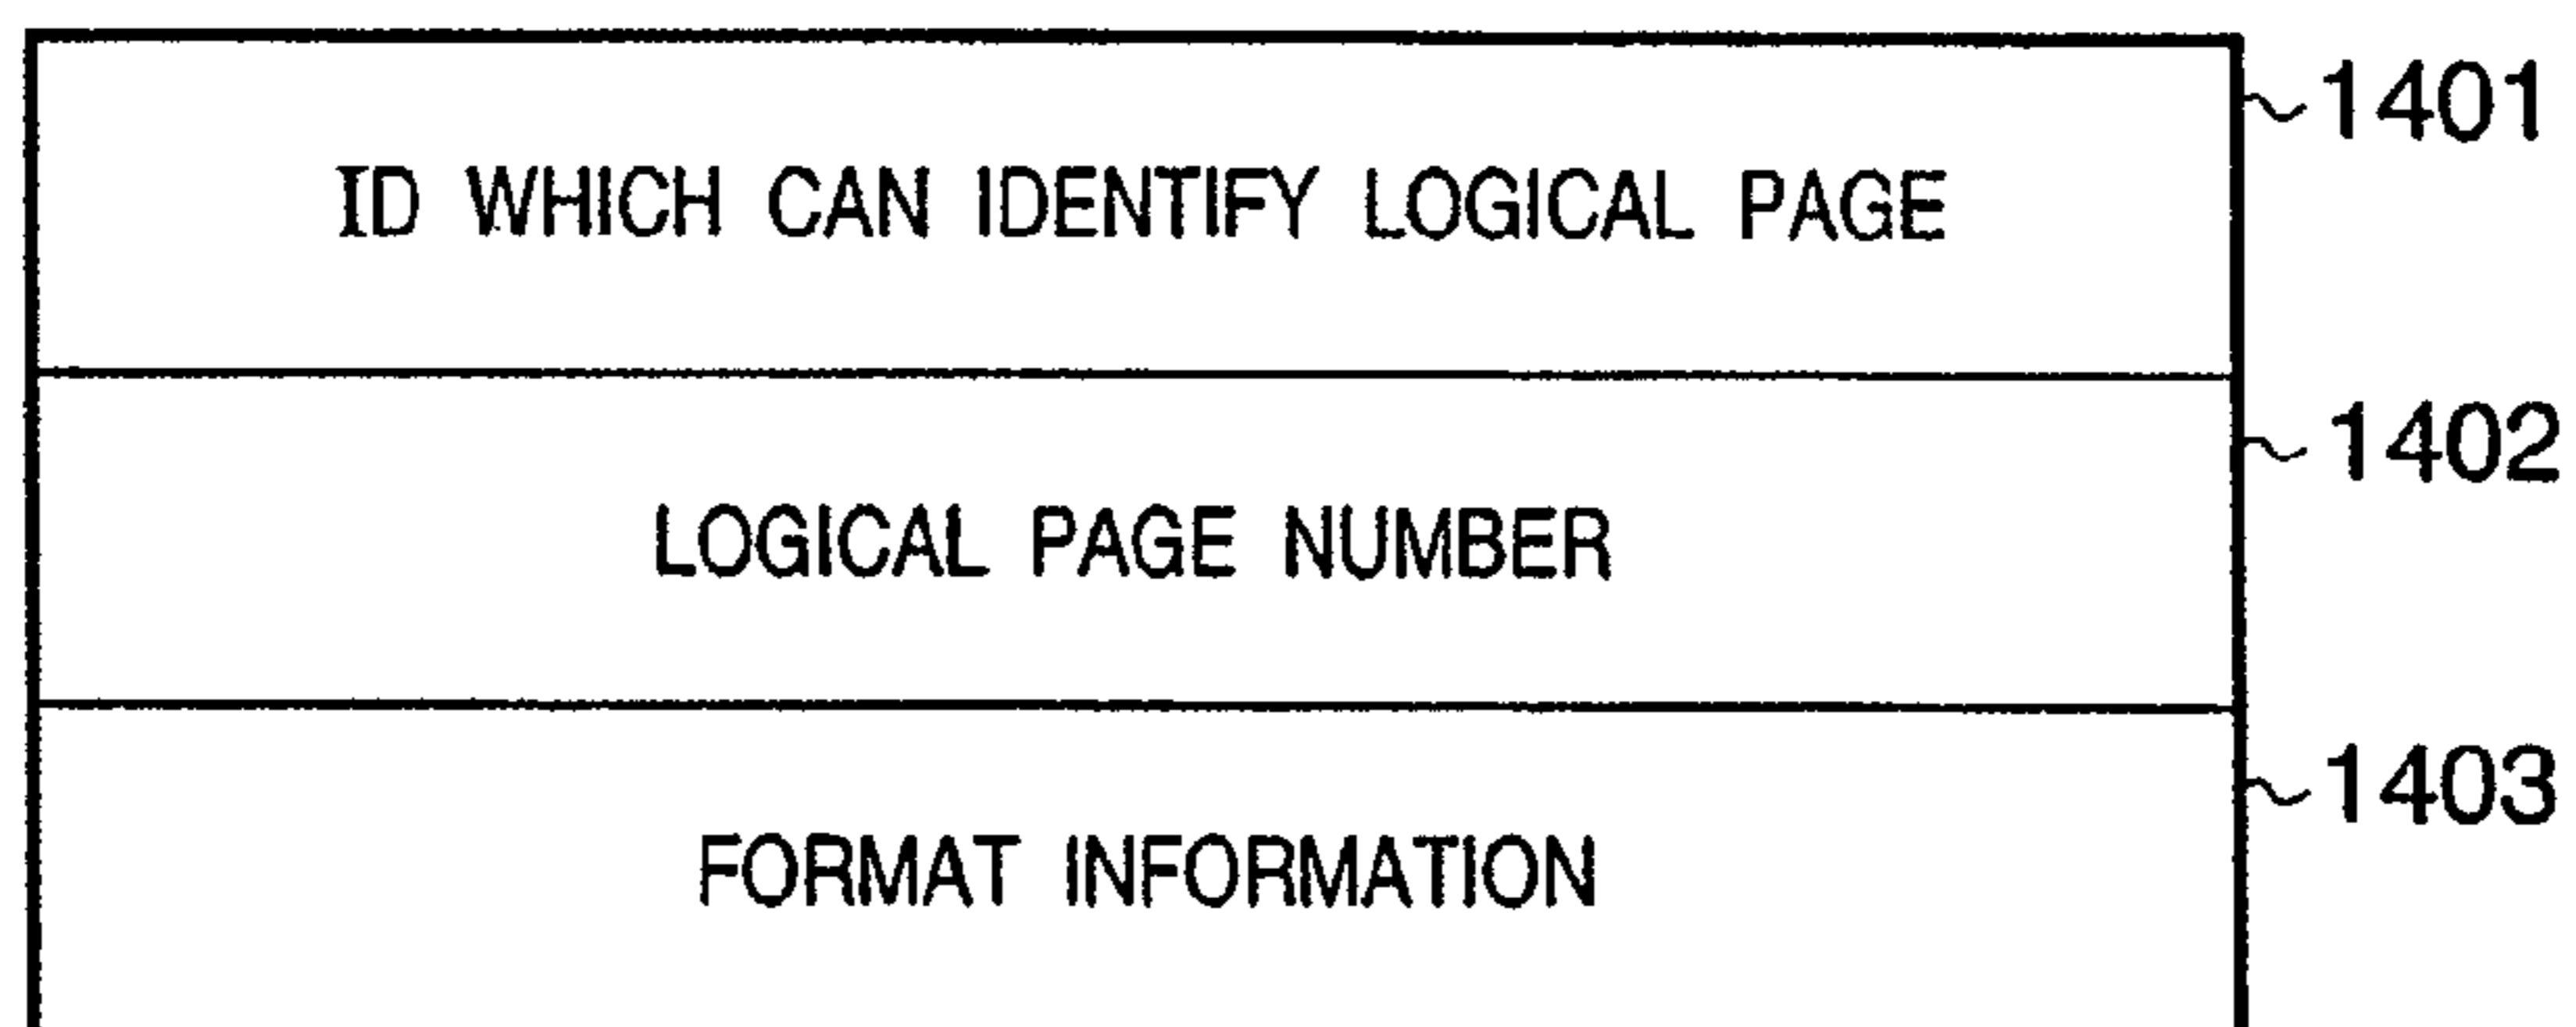 1401
ID WHICH CAN IDENTIFY LOGICAL PAGE
1402
LOGICAL PAGE NUMBER
1403
FORMAT INFORMATION